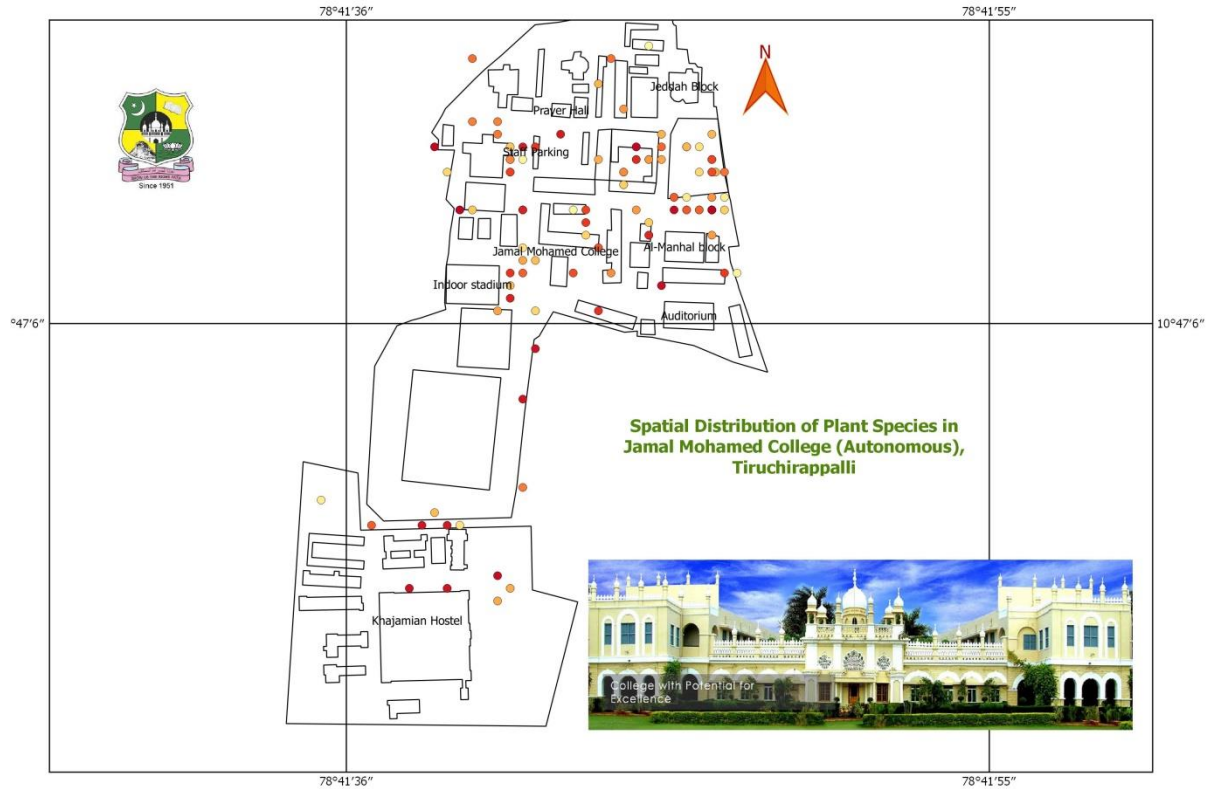 78°41'36"
78°41'55"
N
Jeddah Block
Prayer Hall
Staff Parking
Jamal Mohamed College
Al-Manhal block
Indoor stadium
Auditorium
°47'6"
10°47'6"
Spatial Distribution of Plant Species in
Jamal Mohamed College (Autonomous),
Tiruchirappalli
Since 1951
Khajamian Hostel
College with Potential for
Excellence
78°41'36"
78°41'55"